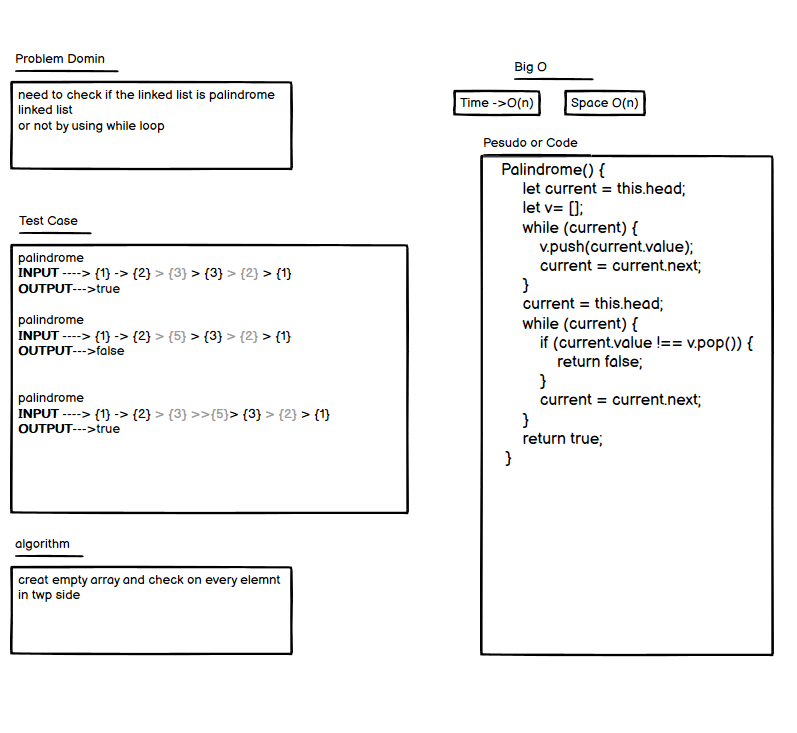 Problem Domin
need to check if the linked list is palindrome
linked list
or not by using while loop
Test Case
palindrome
INPUT ----> {1} -> {2} > {3} > {3} > {2} > {1}
OUTPUT--->true
palindrome
INPUT ----> {1} -> {2} > {5} > {3} > {2} > {1}
OUTPUT--->false
palindrome
INPUT ----> {1} -> {2} > {3} >>{5}> {3} > {2} > {1}
OUTPUT--->true
algorithm
creat empty array and check on every elemnt
in twp side
Big O
Time ->O(n)
Space O(n)
Pesudo or Code
Palindrome() {
let current = this.head;
let v= [];
while (current) {
v.push(current.value);
current = current.next;
}
current = this.head;
while (current) {
if (current.value !== v.pop()) {
return false;
}
current = current.next;
}
return true;
}